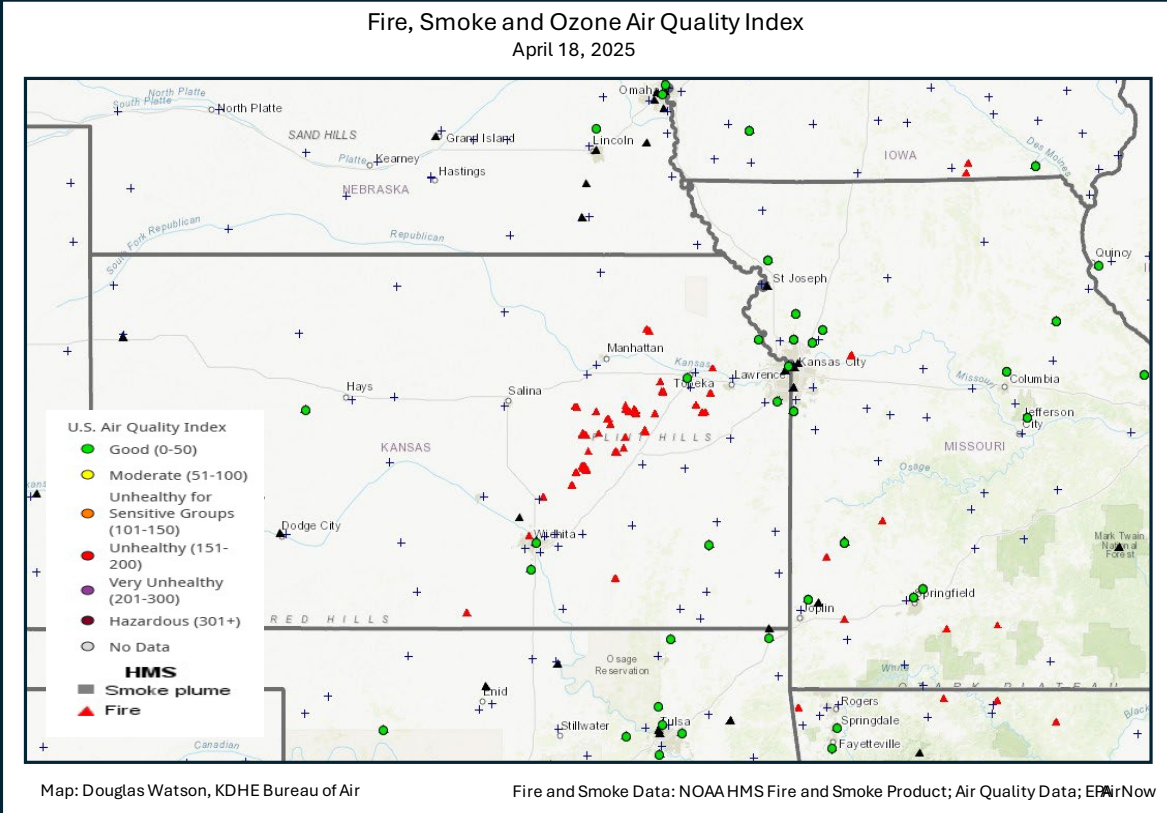 Fire, Smoke and Ozone Air Quality Index
April 18, 2025
North Platte
South Platte
North Platte
SAND HILLS
Grand Island
Platte
Kearney
Hastings
NEBRASKA
Omaha
Lincoln
IOWA
Des Moines
South Fork Republican
Republican
Quincy
St Joseph
Manhattan
Kansas
Topeka
Lawrence
Kansas City
Missouri
Columbia
Jefferson
City
Hays
Salina
KANSAS
FLINT HILLS
MISSOURI
Osage
Dodge City
Wichita
Mark Twain
National
Forest
Joplin
Springfield
RED HILLS
Osage
Reservation
White
OZARK PLATEAU
Enid
Stillwater
Tulsa
Rogers
Springdale
Fayetteville
Black
Canadian
U.S. Air Quality Index
Good (0-50)
Moderate (51-100)
Unhealthy for
Sensitive Groups
(101-150)
Unhealthy (151-
200)
Very Unhealthy
(201-300)
Hazardous (301+)
No Data
HMS
Smoke plume
Fire
Map: Douglas Watson, KDHE Bureau of Air
Fire and Smoke Data: NOAA HMS Fire and Smoke Product; Air Quality Data; EPA AirNow